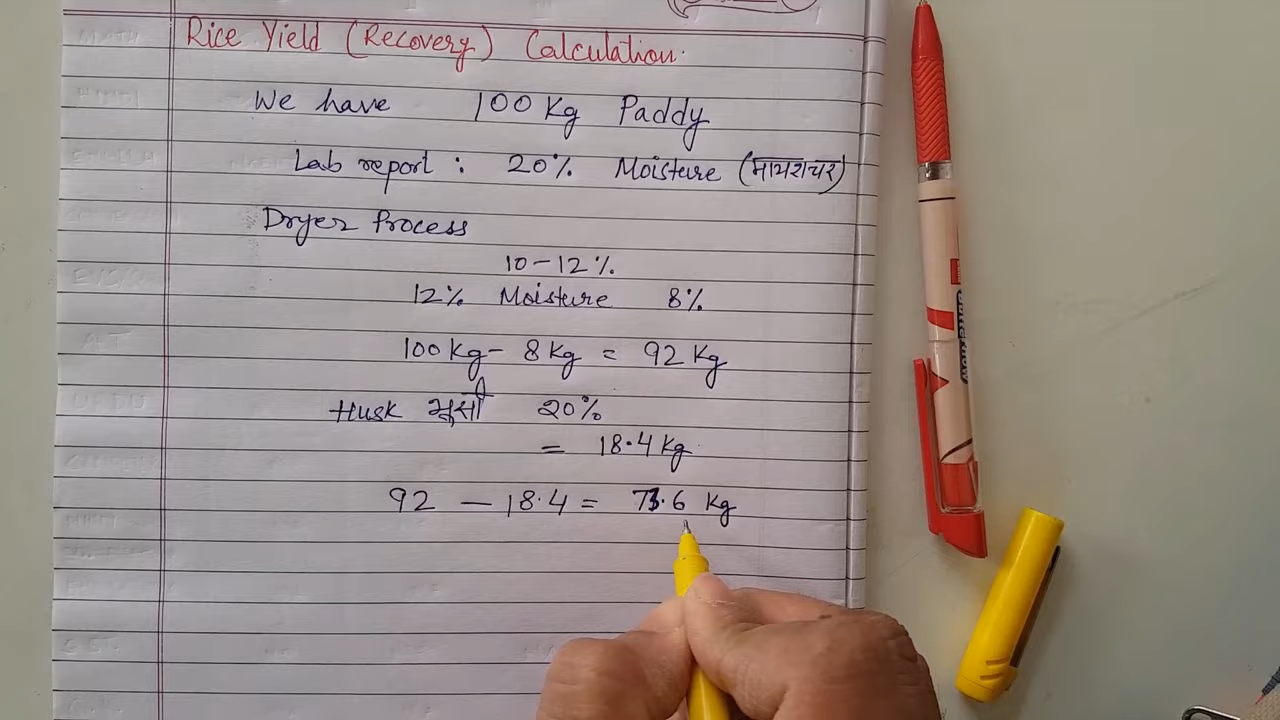 Rice Yield (Recovery) Calculation.
We have 100 Kg Paddy
Lab report : 20% Moisture (मायशचर)
Dryer Process
10-12%
12% Moisture 8%
100 Kg - 8 Kg = 92 Kg
Husk भूसी 20%
= 18.4 Kg
92 - 18.4 = 73.6 Kg